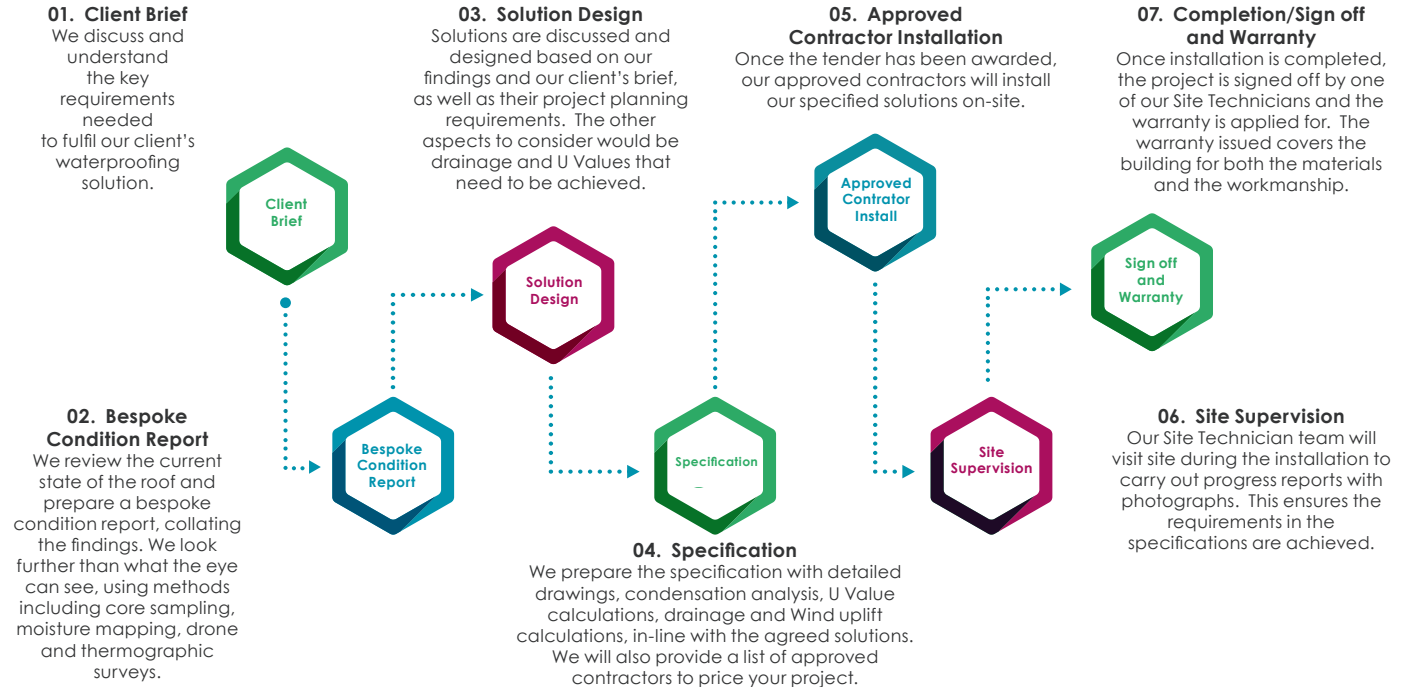 01. Client Brief
We discuss and
understand
the key
requirements
needed
to fulfil our client's
waterproofing
solution.
Client
Brief
02. Bespoke
Condition Report
We review the current
state of the roof and
prepare a bespoke
condition report, collating
the findings. We look
further than what the eye
can see, using methods
including core sampling,
moisture mapping, drone
and thermographic
surveys.
Bespoke
Condition
Report
03. Solution Design
Solutions are discussed and
designed based on our
findings and our client's brief,
as well as their project planning
requirements. The other
aspects to consider would be
drainage and U Values that
need to be achieved.
Solution
Design
Specification
04. Specification
We prepare the specification with detailed
drawings, condensation analysis, U Value
calculations, drainage and Wind uplift
calculations, in-line with the agreed solutions.
We will also provide a list of approved
contractors to price your project.
05. Approved
Contractor Installation
Once the tender has been awarded,
our approved contractors will install
our specified solutions on-site.
Approved
Contrator
Install
Site
Supervision
06. Site Supervision
Our Site Technician team will
visit site during the installation to
carry out progress reports with
photographs. This ensures the
requirements in the
specifications are achieved.
07. Completion/Sign off
and Warranty
Once installation is completed,
the project is signed off by one
of our Site Technicians and the
warranty is applied for. The
warranty issued covers the
building for both the materials
and the workmanship.
Sign off
and
Warranty